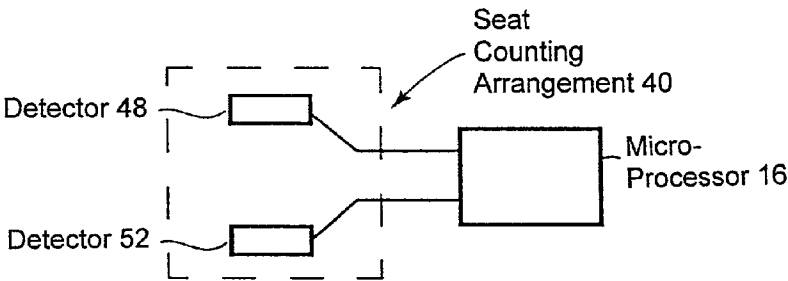 Seat
Counting
Arrangement 40
Detector 48
Micro-
Processor 16
Detector 52